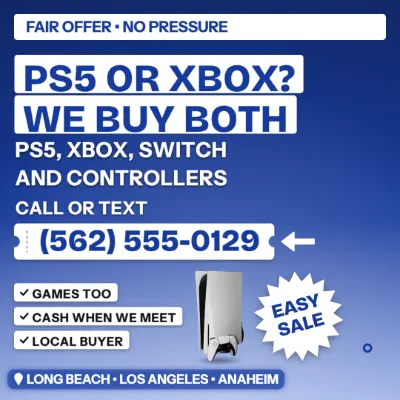 FAIR OFFER • NO PRESSURE
PS5 OR XBOX?
WE BUY BOTH
PS5, XBOX, SWITCH
AND CONTROLLERS
CALL OR TEXT
(562) 555-0129
✓ GAMES TOO
✓ CASH WHEN WE MEET
✓ LOCAL BUYER
EASY
SALE
LONG BEACH • LOS ANGELES • ANAHEIM